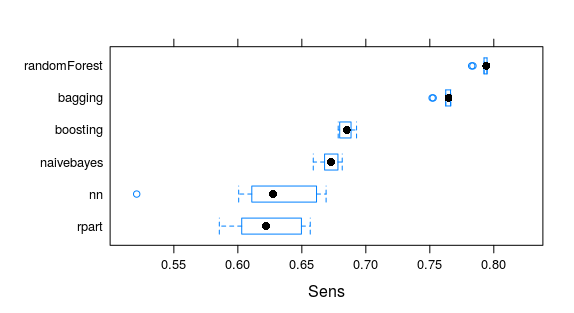 randomForest
bagging
boosting
naivebayes
nn
rpart
0.55 0.60 0.65 0.70 0.75 0.80
Sens